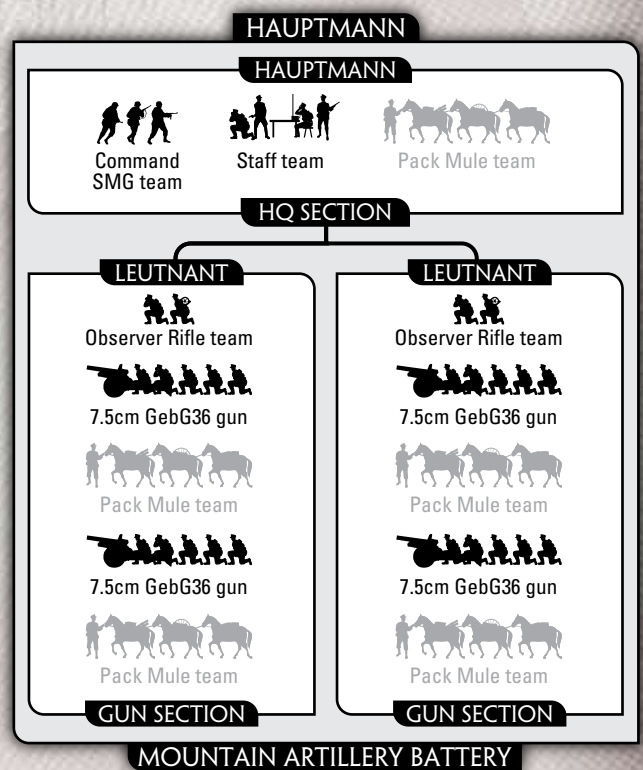 HAUPTMANN
HAUPTMANN
Command
SMG team
Staff team
Pack Mule team
HQ SECTION
LEUTNANT
Observer Rifle team
7.5cm GebG36 gun
Pack Mule team
7.5cm GebG36 gun
Pack Mule team
GUN SECTION
LEUTNANT
Observer Rifle team
7.5cm GebG36 gun
Pack Mule team
7.5cm GebG36 gun
Pack Mule team
GUN SECTION
MOUNTAIN ARTILLERY BATTERY